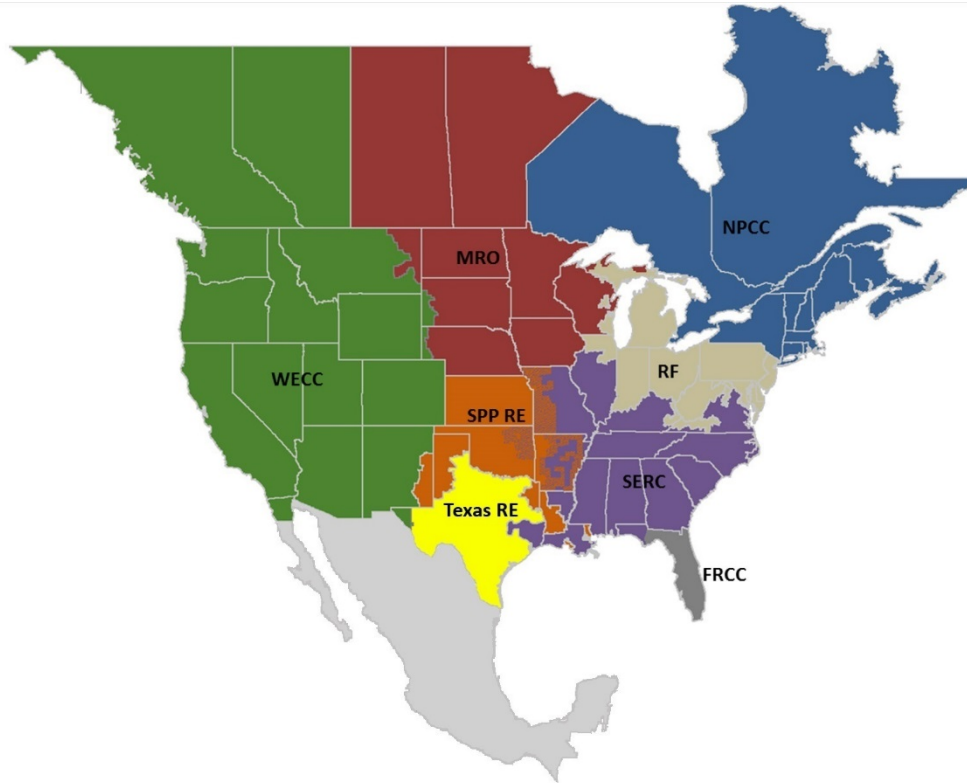 NPCC
MRO
WECC
RF
SPP RE
SERC
Texas RE
FRCC